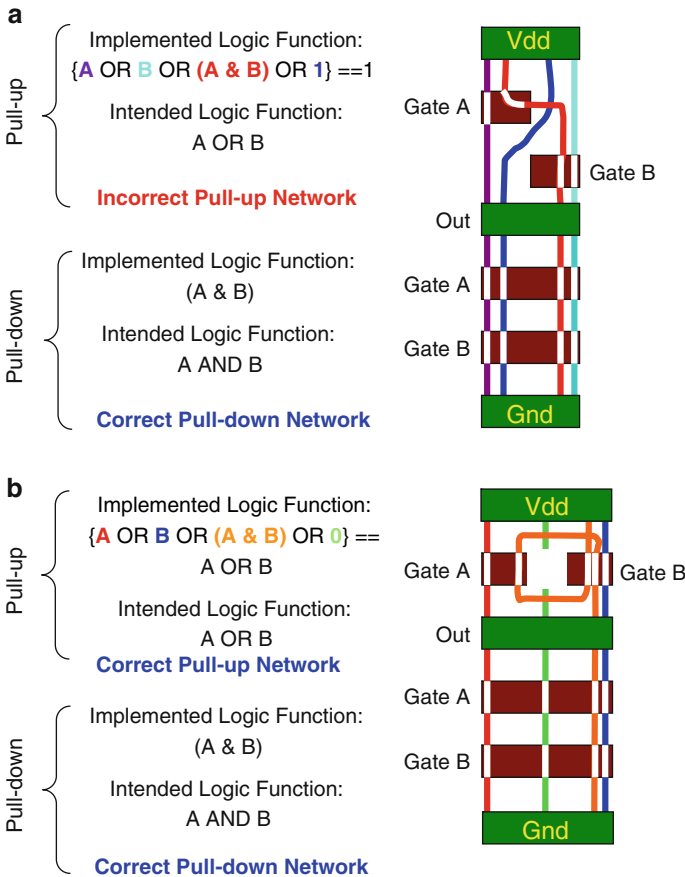 a
Pull-up
Implemented Logic Function:
{A OR B OR (A & B) OR 1} ==1
Intended Logic Function:
A OR B
Incorrect Pull-up Network
Pull-down
Implemented Logic Function:
(A & B)
Intended Logic Function:
A AND B
Correct Pull-down Network
Vdd
Gate A
Gate B
Out
Gate A
Gate B
Gnd
b
Pull-up
Implemented Logic Function:
{A OR B OR (A & B) OR 0} ==
A OR B
Intended Logic Function:
A OR B
Correct Pull-up Network
Pull-down
Implemented Logic Function:
(A & B)
Intended Logic Function:
A AND B
Correct Pull-down Network
Vdd
Gate A
Gate B
Out
Gate A
Gate B
Gnd